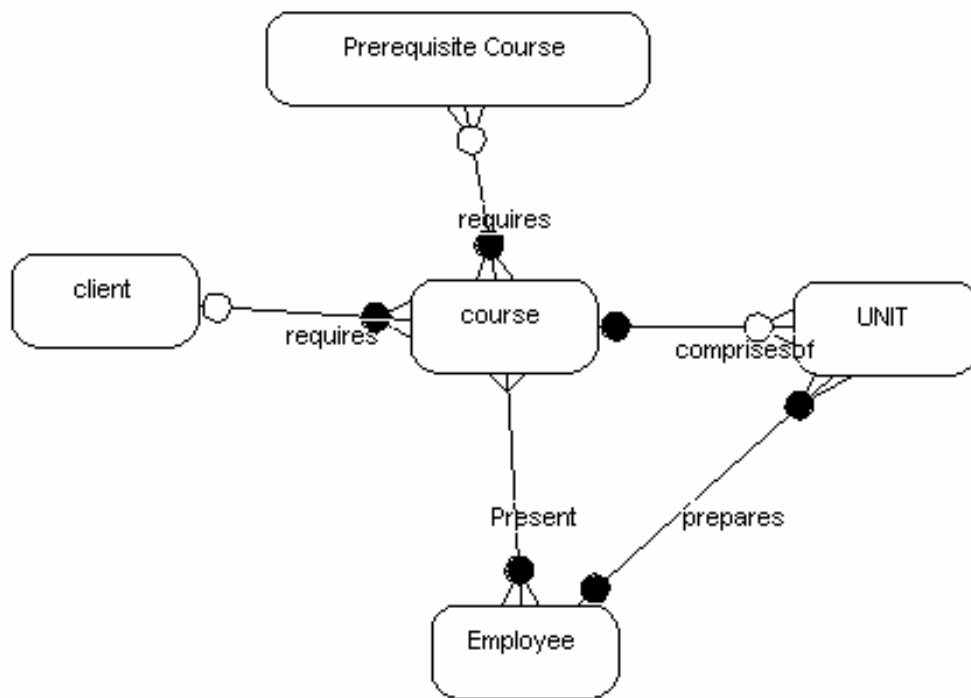 Prerequisite Course
requires
client
requires
course
UNIT
comprisesof
Present
prepares
Employee